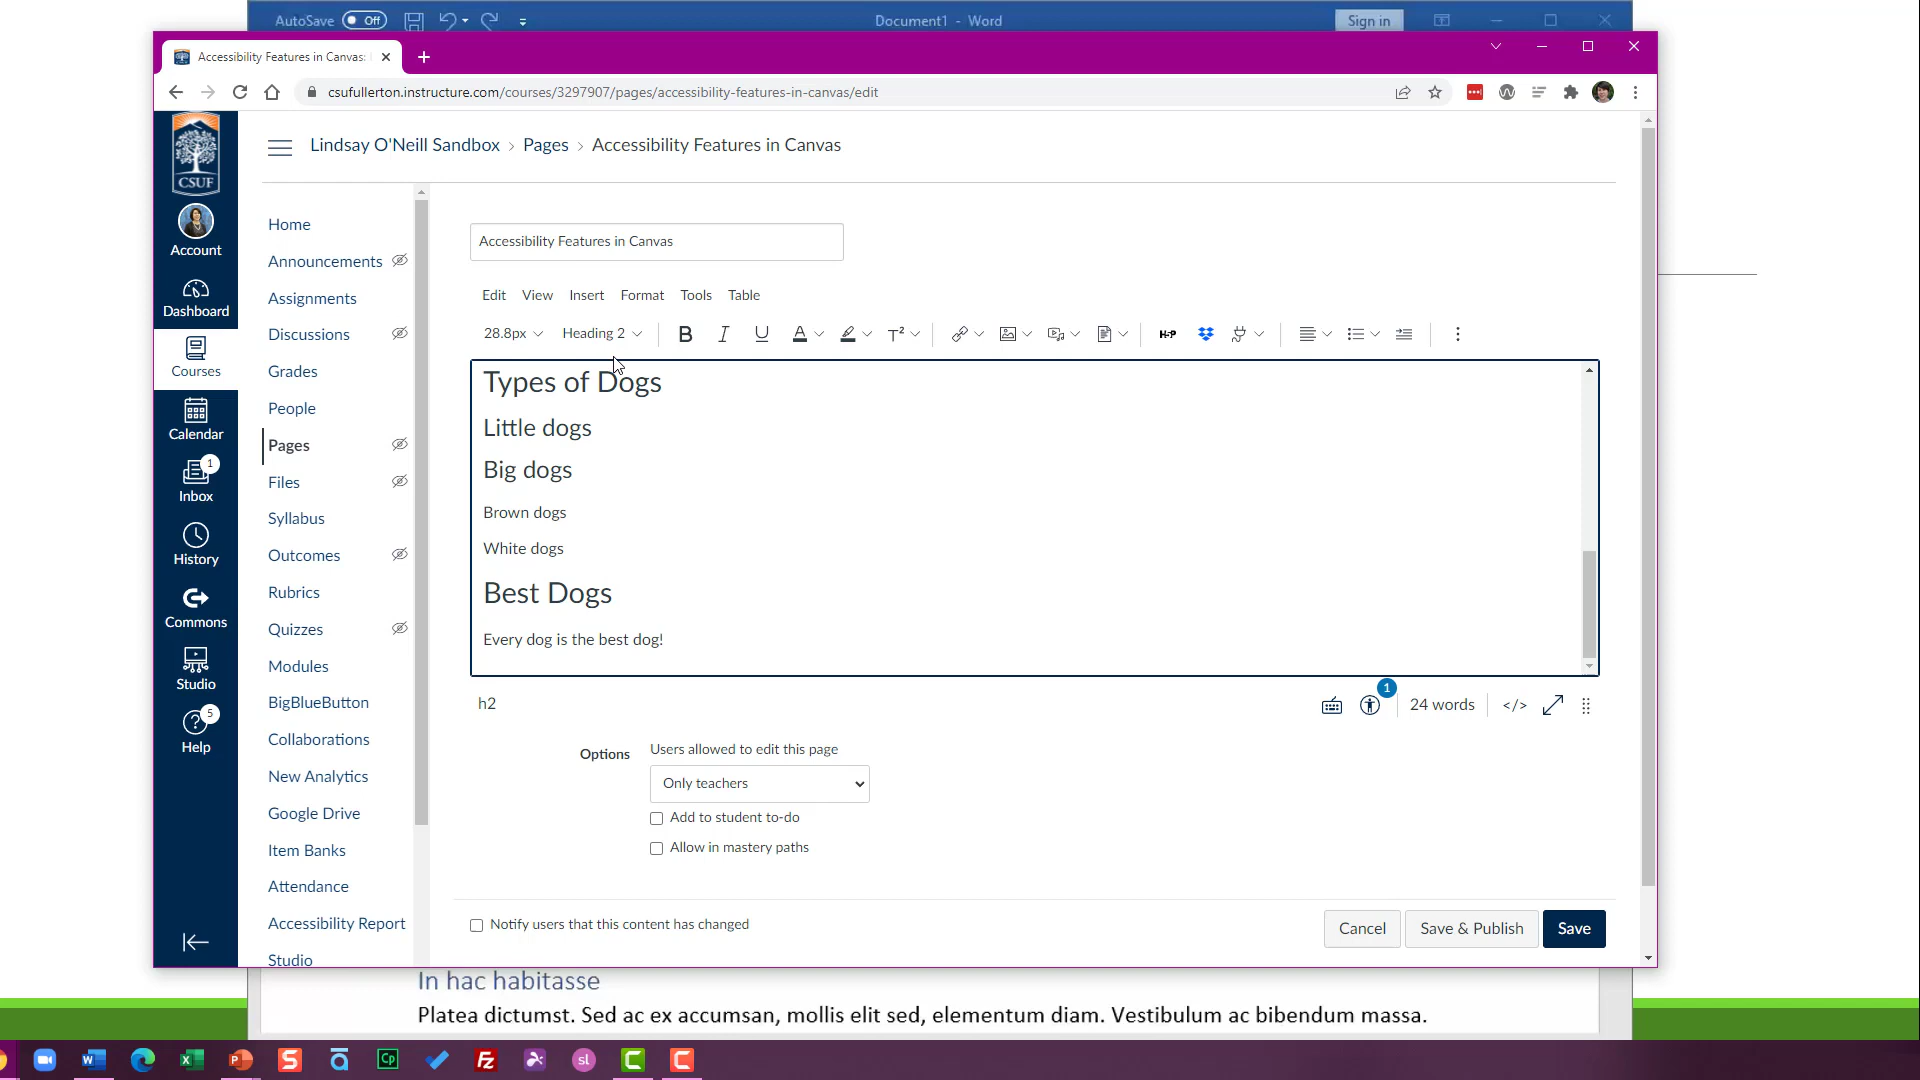 AutoSave Off
Document1 - Word
Sign in
Accessibility Features in Canvas:
csufullerton.instructure.com/courses/3297907/pages/accessibility-features-in-canvas/edit
CSUF
Account
Dashboard
Courses
Calendar
1
Inbox
History
Commons
Studio
5
Help
Lindsay O'Neill Sandbox > Pages > Accessibility Features in Canvas
Home
Announcements
Assignments
Discussions
Grades
People
Pages
Files
Syllabus
Outcomes
Rubrics
Quizzes
Modules
BigBlueButton
Collaborations
New Analytics
Google Drive
Item Banks
Attendance
Accessibility Report
Studio
Accessibility Features in Canvas
Edit View Insert Format Tools Table
28.8px Heading 2 B I U A T² H5P
Types of Dogs
Little dogs
Big dogs
Brown dogs
White dogs
Best Dogs
Every dog is the best dog!
h2
1
24 words </>
Options
Users allowed to edit this page
Only teachers
Add to student to-do
Allow in mastery paths
Notify users that this content has changed
Cancel Save & Publish Save
In hac habitasse
Platea dictumst. Sed ac ex accumsan, mollis elit sed, elementum diam. Vestibulum ac bibendum massa.